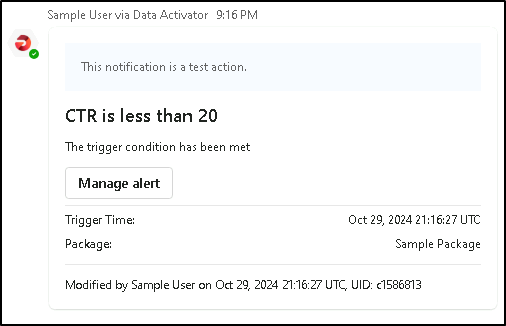 Sample User via Data Activator 9:16 PM
This notification is a test action.
CTR is less than 20
The trigger condition has been met
Manage alert
Trigger Time: Oct 29, 2024 21:16:27 UTC
Package: Sample Package
Modified by Sample User on Oct 29, 2024 21:16:27 UTC, UID: c1586813